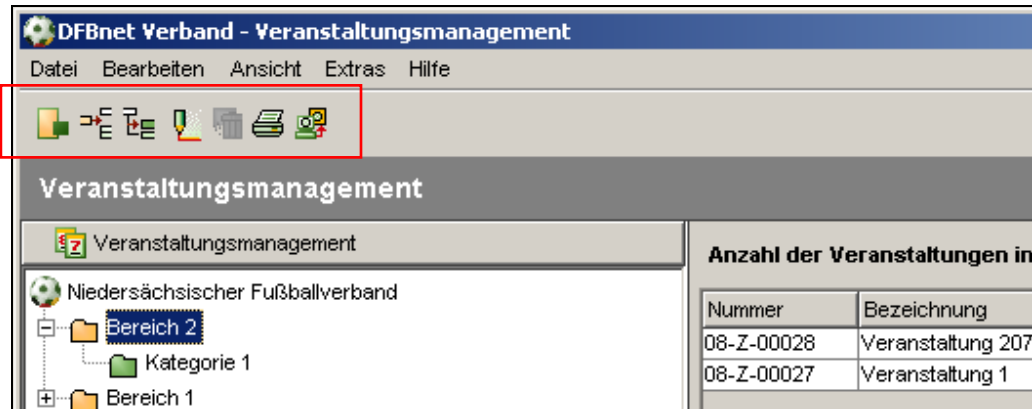 DFBnet Verband - Veranstaltungsmanagement
Datei Bearbeiten Ansicht Extras Hilfe
Veranstaltungsmanagement
Veranstaltungsmanagement
Niedersächsischer Fußballverband
Bereich 2
Kategorie 1
Bereich 1
Anzahl der Veranstaltungen in
Nummer Bezeichnung
08-Z-00028 Veranstaltung 207
08-Z-00027 Veranstaltung 1